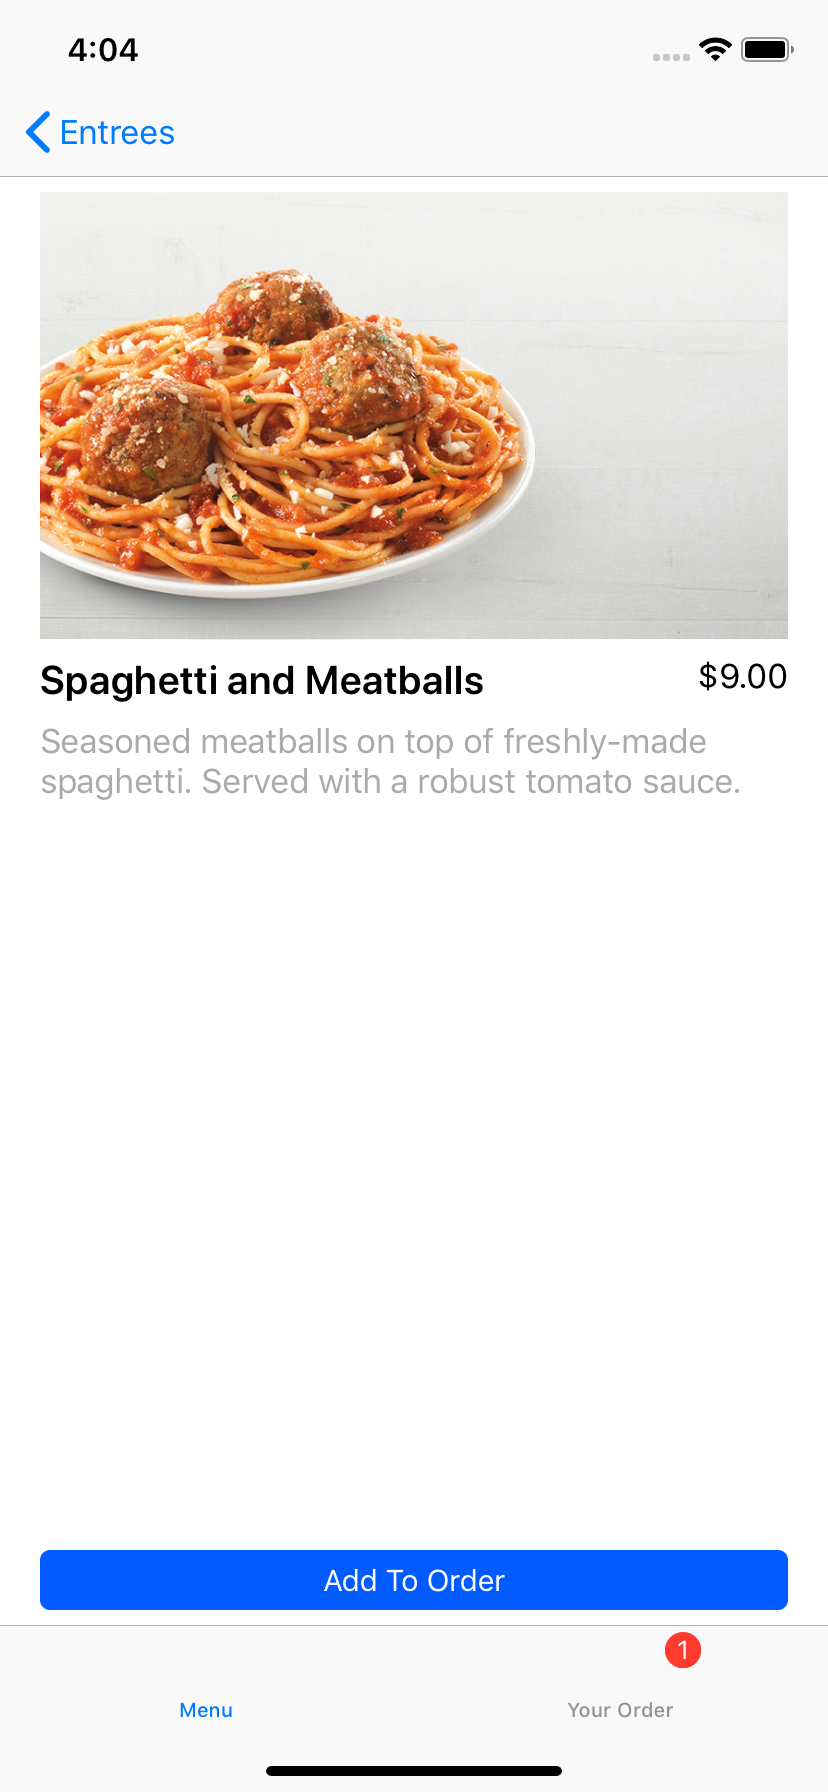 4:04
Entrees
Spaghetti and Meatballs
$9.00
Seasoned meatballs on top of freshly-made
spaghetti. Served with a robust tomato sauce.
Add To Order
1
Menu
Your Order